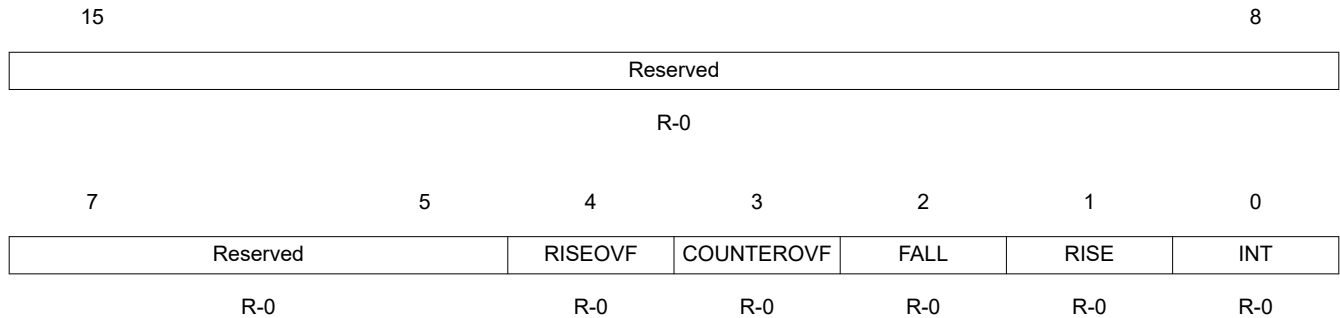 15 8
Reserved
R-0
7 5 4 3 2 1 0
Reserved RISEOVF COUNTEROVF FALL RISE INT
R-0 R-0 R-0 R-0 R-0 R-0